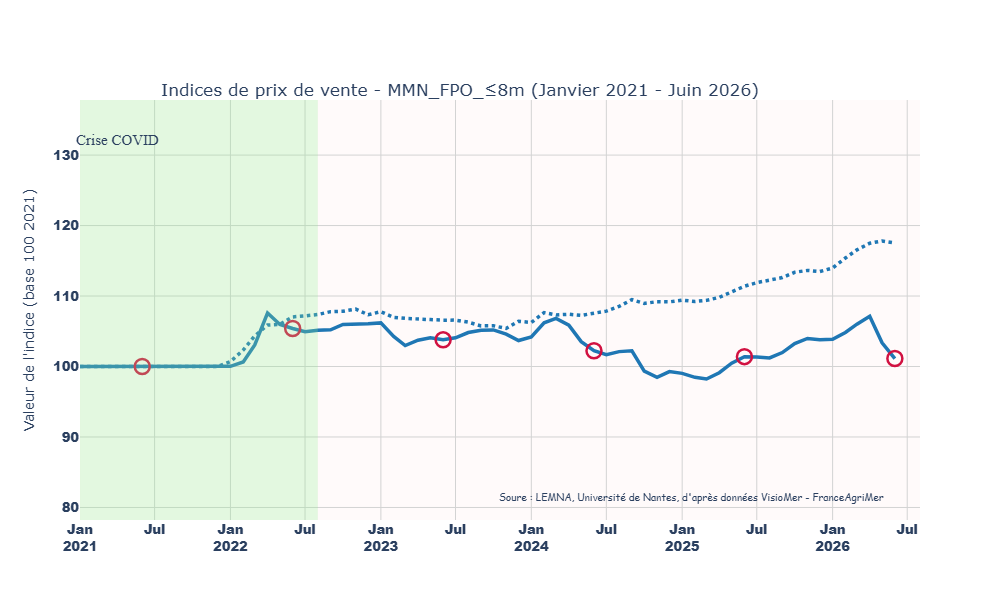 Indices de prix de vente - MMN_FPO_≤8m (Janvier 2021 - Juin 2026)
Crise COVID
Valeur de l'indice (base 100 2021)
130
120
110
100
90
80
Soure : LEMNA, Université de Nantes, d'après données VisioMer - FranceAgriMer
Jan Jul Jan Jul Jan Jul Jan Jul Jan Jul Jan Jul
2021 2022 2023 2024 2025 2026